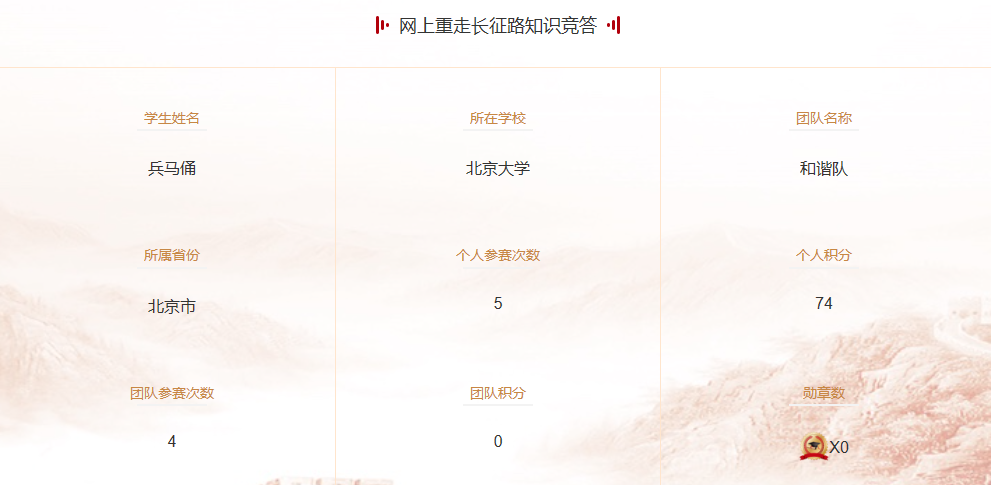 网上重走长征路知识竞答
学生姓名 所在学校 团队名称
兵马俑 北京大学 和谐队
所属省份 个人参赛次数 个人积分
北京市 5 74
团队参赛次数 团队积分 勋章数
4 0 X0